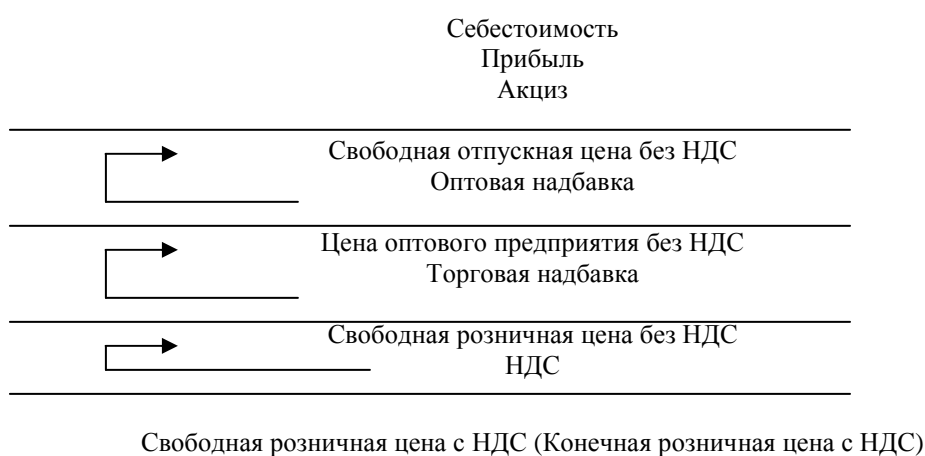 Себестоимость
Прибыль
Акциз
Свободная отпускная цена без НДС
Оптовая надбавка
Цена оптового предприятия без НДС
Торговая надбавка
Свободная розничная цена без НДС
НДС
Свободная розничная цена с НДС (Конечная розничная цена с НДС)